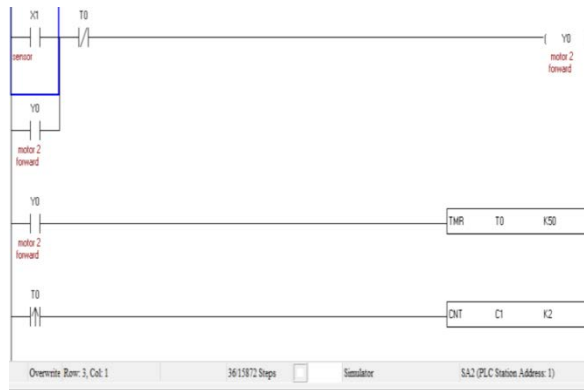 X1 T0
sensor
( Y0
motor 2
forward
Y0
motor 2
forward
Y0
motor 2
forward
TMR T0 K50
T0
CNT C1 K2
Overwrite Row: 3, Col: 1 36/15872 Steps Simulator SA2 (PLC Station Address: 1)